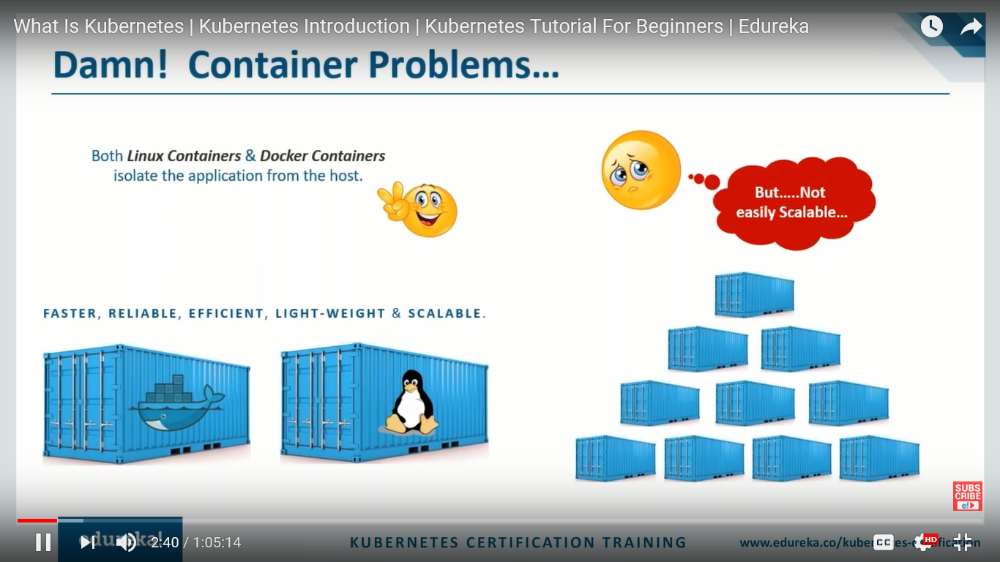 What Is Kubernetes | Kubernetes Introduction | Kubernetes Tutorial For Beginners | Edureka
Damn! Container Problems...
Both Linux Containers & Docker Containers
isolate the application from the host.
But.....Not
easily Scalable...
FASTER, RELIABLE, EFFICIENT, LIGHT-WEIGHT & SCALABLE.
SUBS
CRIBE
e!
edureka!
2:40 / 1:05:14
KUBERNETES CERTIFICATION TRAINING
www.edureka.co/kubernetes-certification
CC
HD